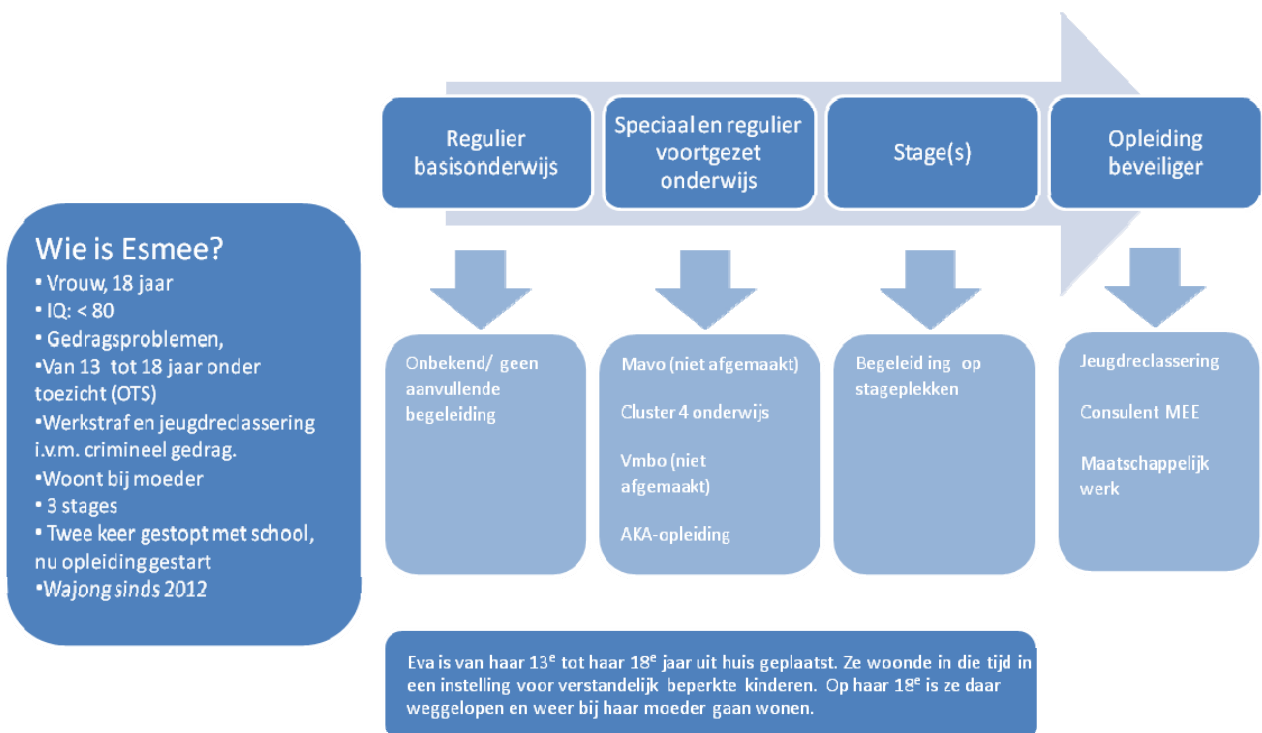 Regulier
basisonderwijs
Speciaal en regulier
voortgezet
onderwijs
Stage(s)
Opleiding
beveiliger
Wie is Esmee?
• Vrouw, 18 jaar
• IQ: < 80
• Gedragsproblemen,
•Van 13 tot 18 jaar onder
toezicht (OTS)
•Werkstraf en jeugdreclassering
i.v.m. crimineel gedrag.
•Woont bij moeder
• 3 stages
• Twee keer gestopt met school,
nu opleiding gestart
•Wajong sinds 2012
Onbekend/ geen
aanvullende
begeleiding
Mavo (niet afgemaakt)
Cluster 4 onderwijs
Vmbo (niet
afgemaakt)
AKA-opleiding
Begeleiding op
stageplekken
Jeugdreclassering
Consulent MEE
Maatschappelijk
werk
Eva is van haar 13e tot haar 18e jaar uit huis geplaatst. Ze woonde in die tijd in
een instelling voor verstandelijk beperkte kinderen. Op haar 18e is ze daar
weggelopen en weer bij haar moeder gaan wonen.